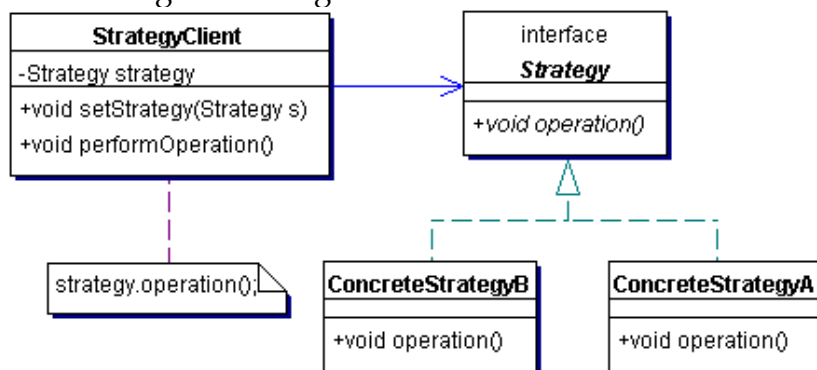 StrategyClient
-Strategy strategy
+void setStrategy(Strategy s)
+void performOperation()
interface
Strategy
+void operation()
strategy.operation();
ConcreteStrategyB
+void operation()
ConcreteStrategyA
+void operation()